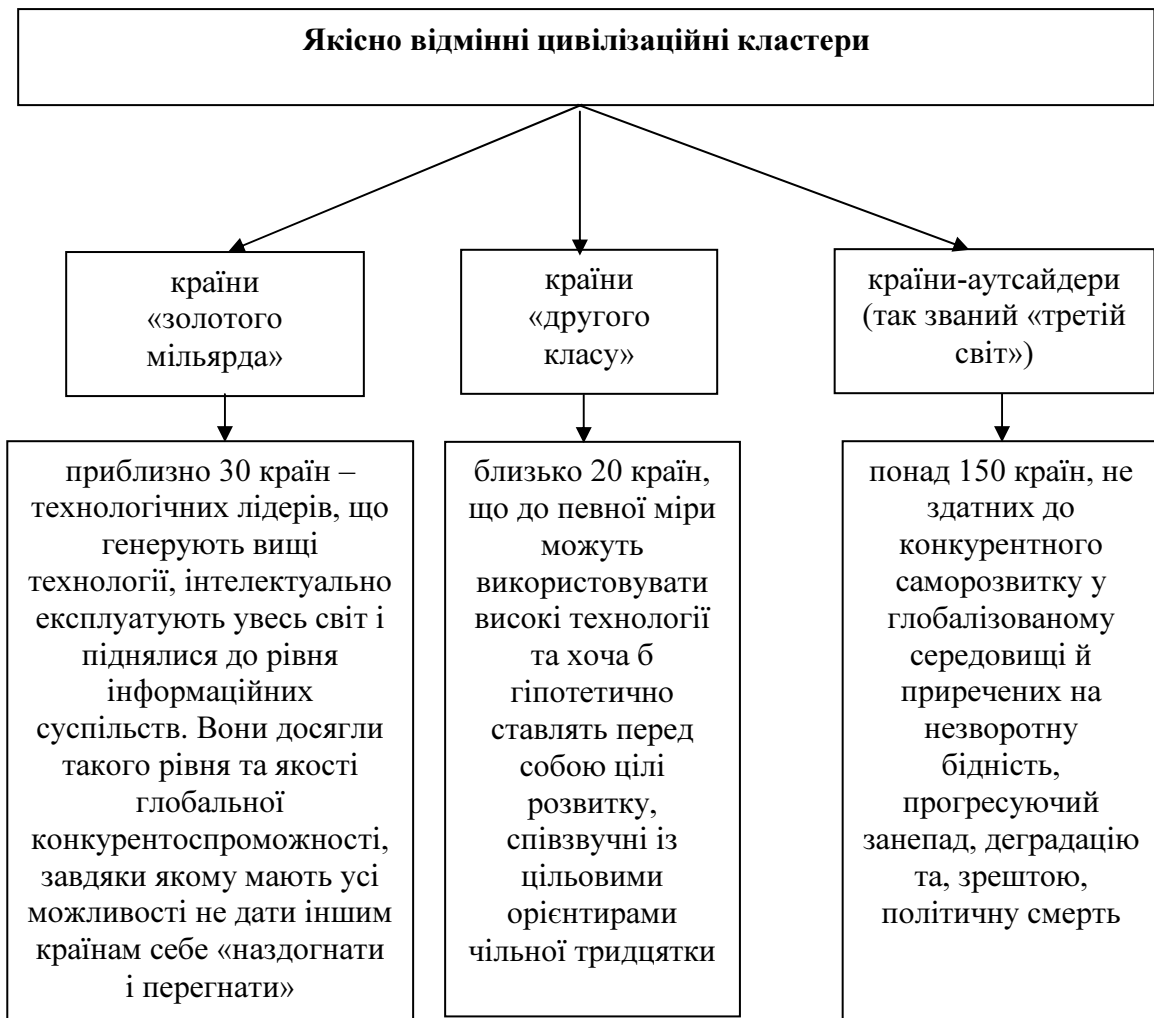 Якісно відмінні цивілізаційні кластери
країни
«золотого
мільярда»
країни
«другого
класу»
країни-аутсайдери
(так званий «третій
світ»)
приблизно 30 країн –
технологічних лідерів, що
генерують вищі
технології, інтелектуально
експлуатують увесь світ і
піднялися до рівня
інформаційних
суспільств. Вони досягли
такого рівня та якості
глобальної
конкурентоспроможності,
завдяки якому мають усі
можливості не дати іншим
країнам себе «наздогнати
і перегнати»
близько 20 країн,
що до певної міри
можуть
використовувати
високі технології
та хоча б
гіпотетично
ставлять перед
собою цілі
розвитку,
співзвучні із
цільовими
орієнтирами
чільної тридцятки
понад 150 країн, не
здатних до
конкурентного
саморозвитку у
глобалізованому
середовищі й
приречених на
незворотну
бідність,
прогресуючий
занепад, деградацію
та, зрештою,
політичну смерть